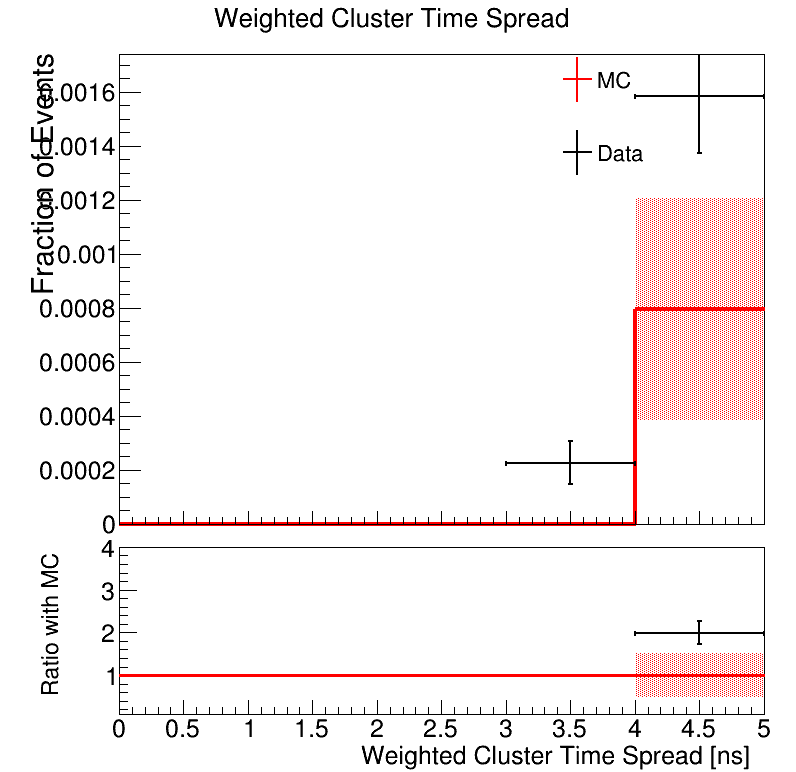 Weighted Cluster Time Spread
Fraction of Events
0.0016
0.0014
0.0012
0.001
0.0008
0.0006
0.0004
0.0002
0
MC
Data
Ratio with MC
4
3
2
1
0 0.5 1 1.5 2 2.5 3 3.5 4 4.5 5
Weighted Cluster Time Spread [ns]